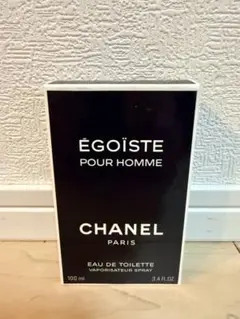 ÉGOÏSTE
POUR HOMME
CHANEL
PARIS
EAU DE TOILETTE
VAPORISATEUR SPRAY
100 ml 3.4 FL.OZ